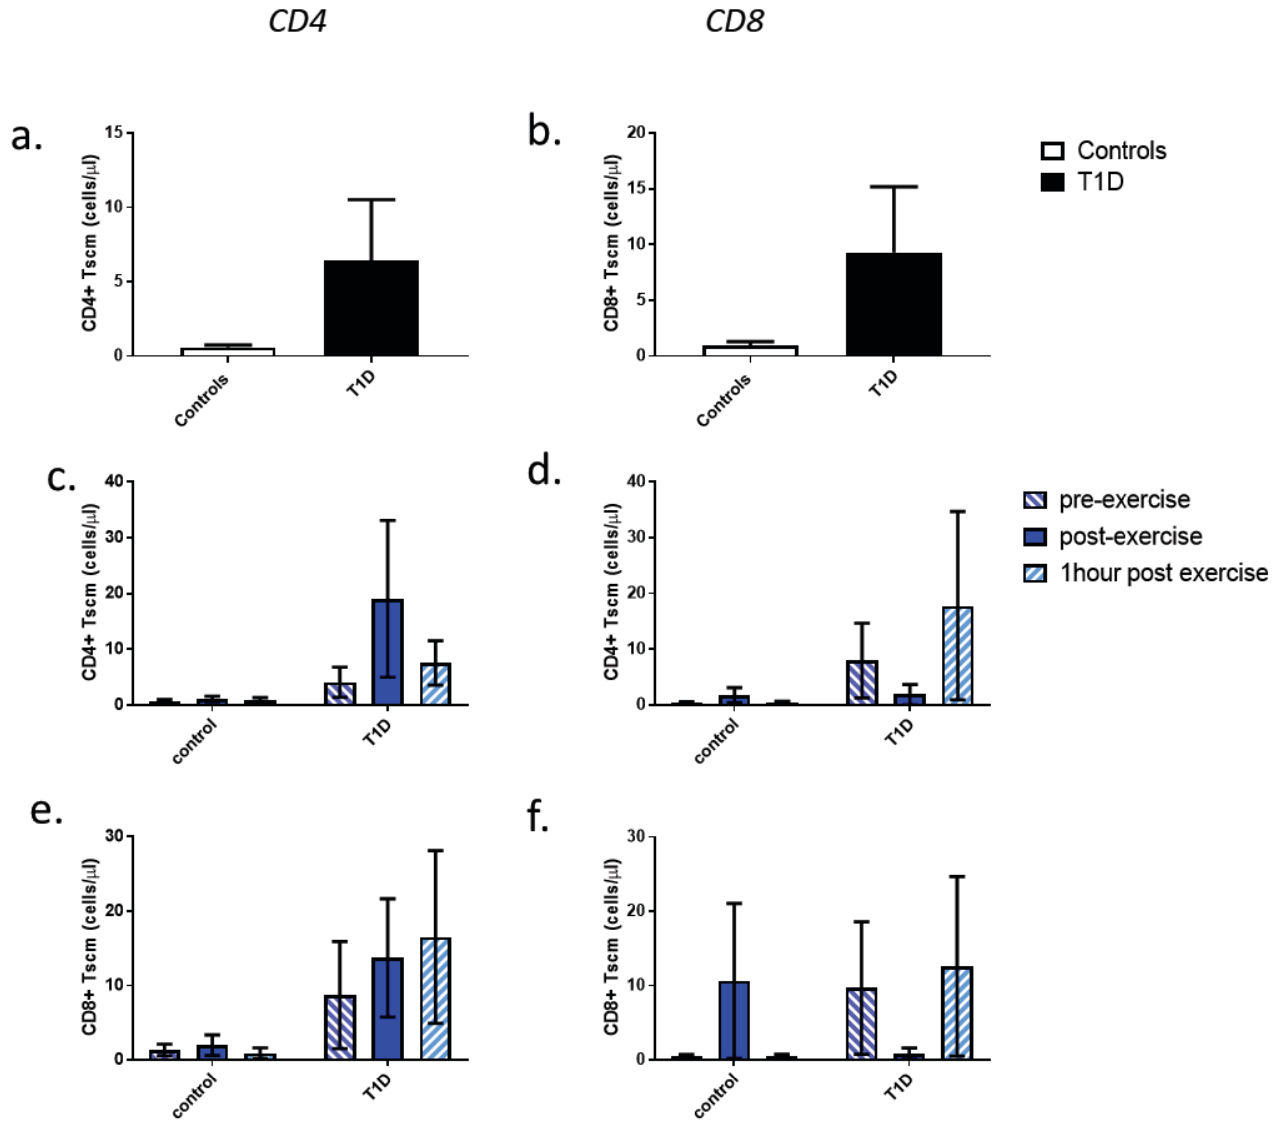 CD4
CD8
a.
CD4+ Tscm (cells/µl)
15
10
5
0
Controls
T1D
b.
CD8+ Tscm (cells/µl)
20
15
10
5
0
Controls
T1D
Controls
T1D
c.
CD4+ Tscm (cells/µl)
40
30
20
10
0
control
T1D
d.
CD4+ Tscm (cells/µl)
40
30
20
10
0
control
T1D
pre-exercise
post-exercise
1hour post exercise
e.
CD8+ Tscm (cells/µl)
30
20
10
0
control
T1D
f.
CD8+ Tscm (cells/µl)
30
20
10
0
control
T1D